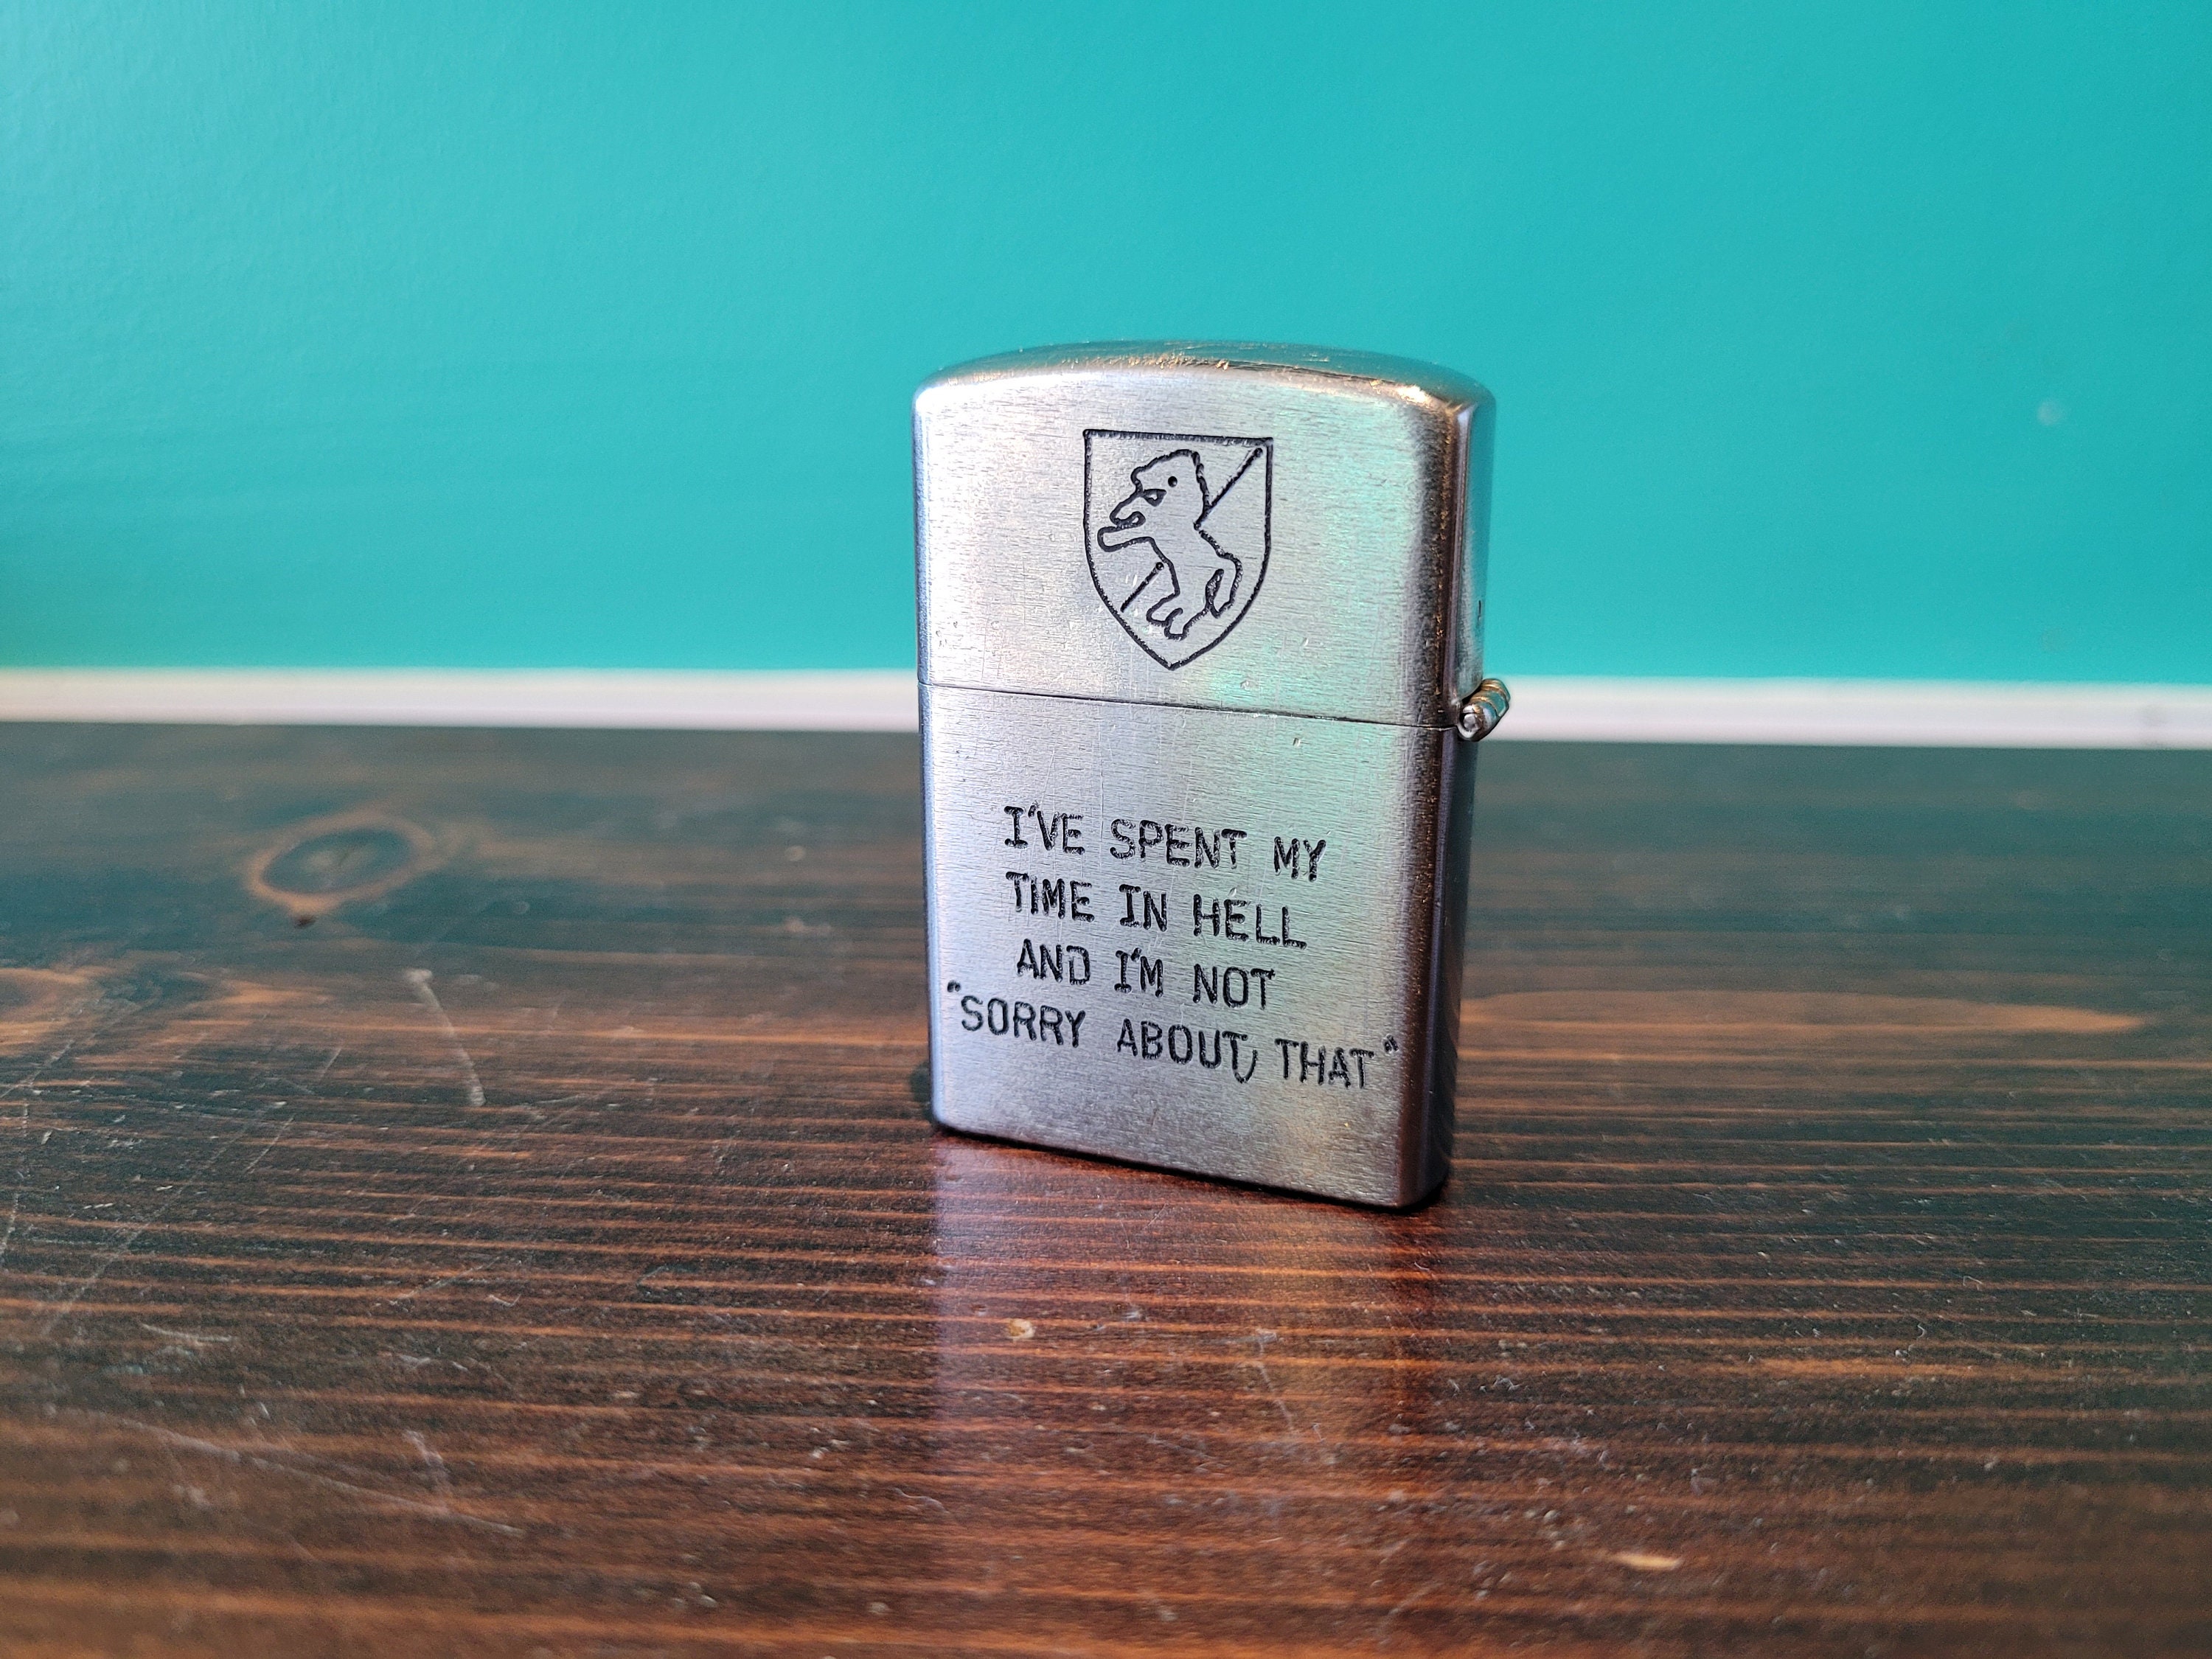 I'VE SPENT MY
TIME IN HELL
AND I'M NOT
"SORRY ABOUT THAT"